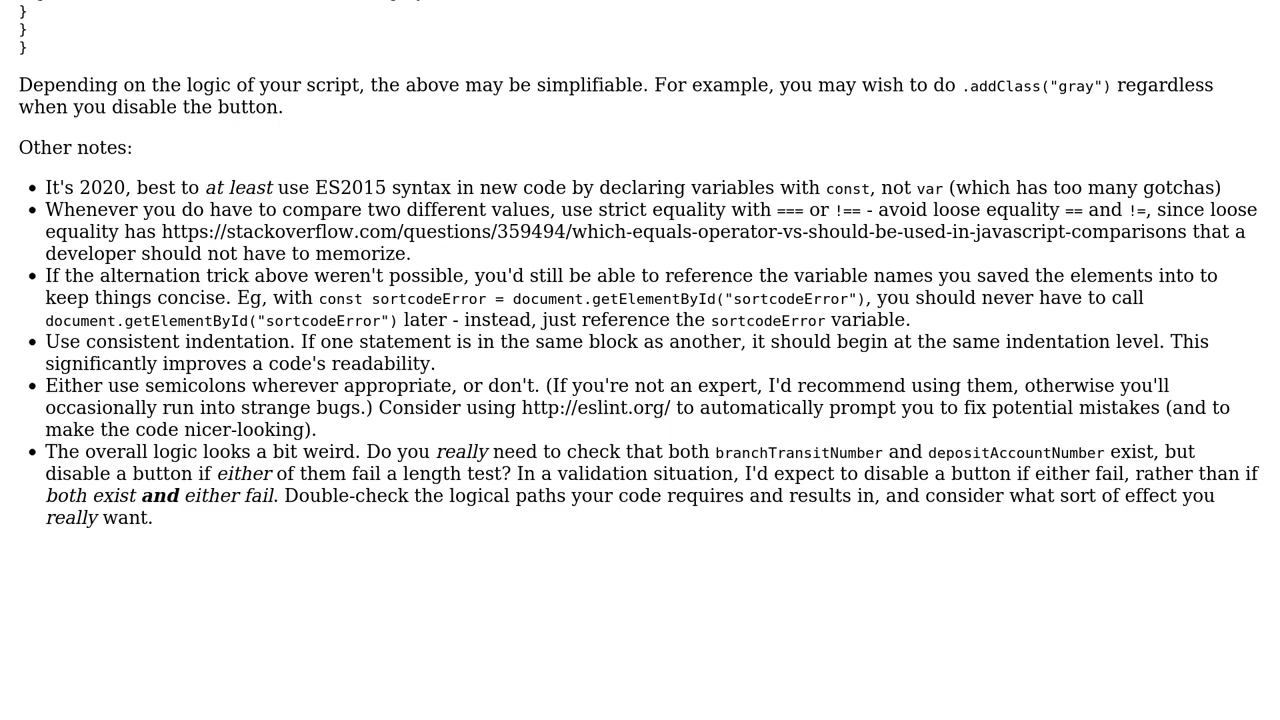 }
}
}
Depending on the logic of your script, the above may be simplifiable. For example, you may wish to do .addClass("gray") regardless
when you disable the button.
Other notes:
• It's 2020, best to at least use ES2015 syntax in new code by declaring variables with const, not var (which has too many gotchas)
• Whenever you do have to compare two different values, use strict equality with === or !== - avoid loose equality == and !=, since loose
equality has https://stackoverflow.com/questions/359494/which-equals-operator-vs-should-be-used-in-javascript-comparisons that a
developer should not have to memorize.
• If the alternation trick above weren't possible, you'd still be able to reference the variable names you saved the elements into to
keep things concise. Eg, with const sortcodeError = document.getElementById("sortcodeError"), you should never have to call
document.getElementById("sortcodeError") later - instead, just reference the sortcodeError variable.
• Use consistent indentation. If one statement is in the same block as another, it should begin at the same indentation level. This
significantly improves a code's readability.
• Either use semicolons wherever appropriate, or don't. (If you're not an expert, I'd recommend using them, otherwise you'll
occasionally run into strange bugs.) Consider using http://eslint.org/ to automatically prompt you to fix potential mistakes (and to
make the code nicer-looking).
• The overall logic looks a bit weird. Do you really need to check that both branchTransitNumber and depositAccountNumber exist, but
disable a button if either of them fail a length test? In a validation situation, I'd expect to disable a button if either fail, rather than if
both exist and either fail. Double-check the logical paths your code requires and results in, and consider what sort of effect you
really want.